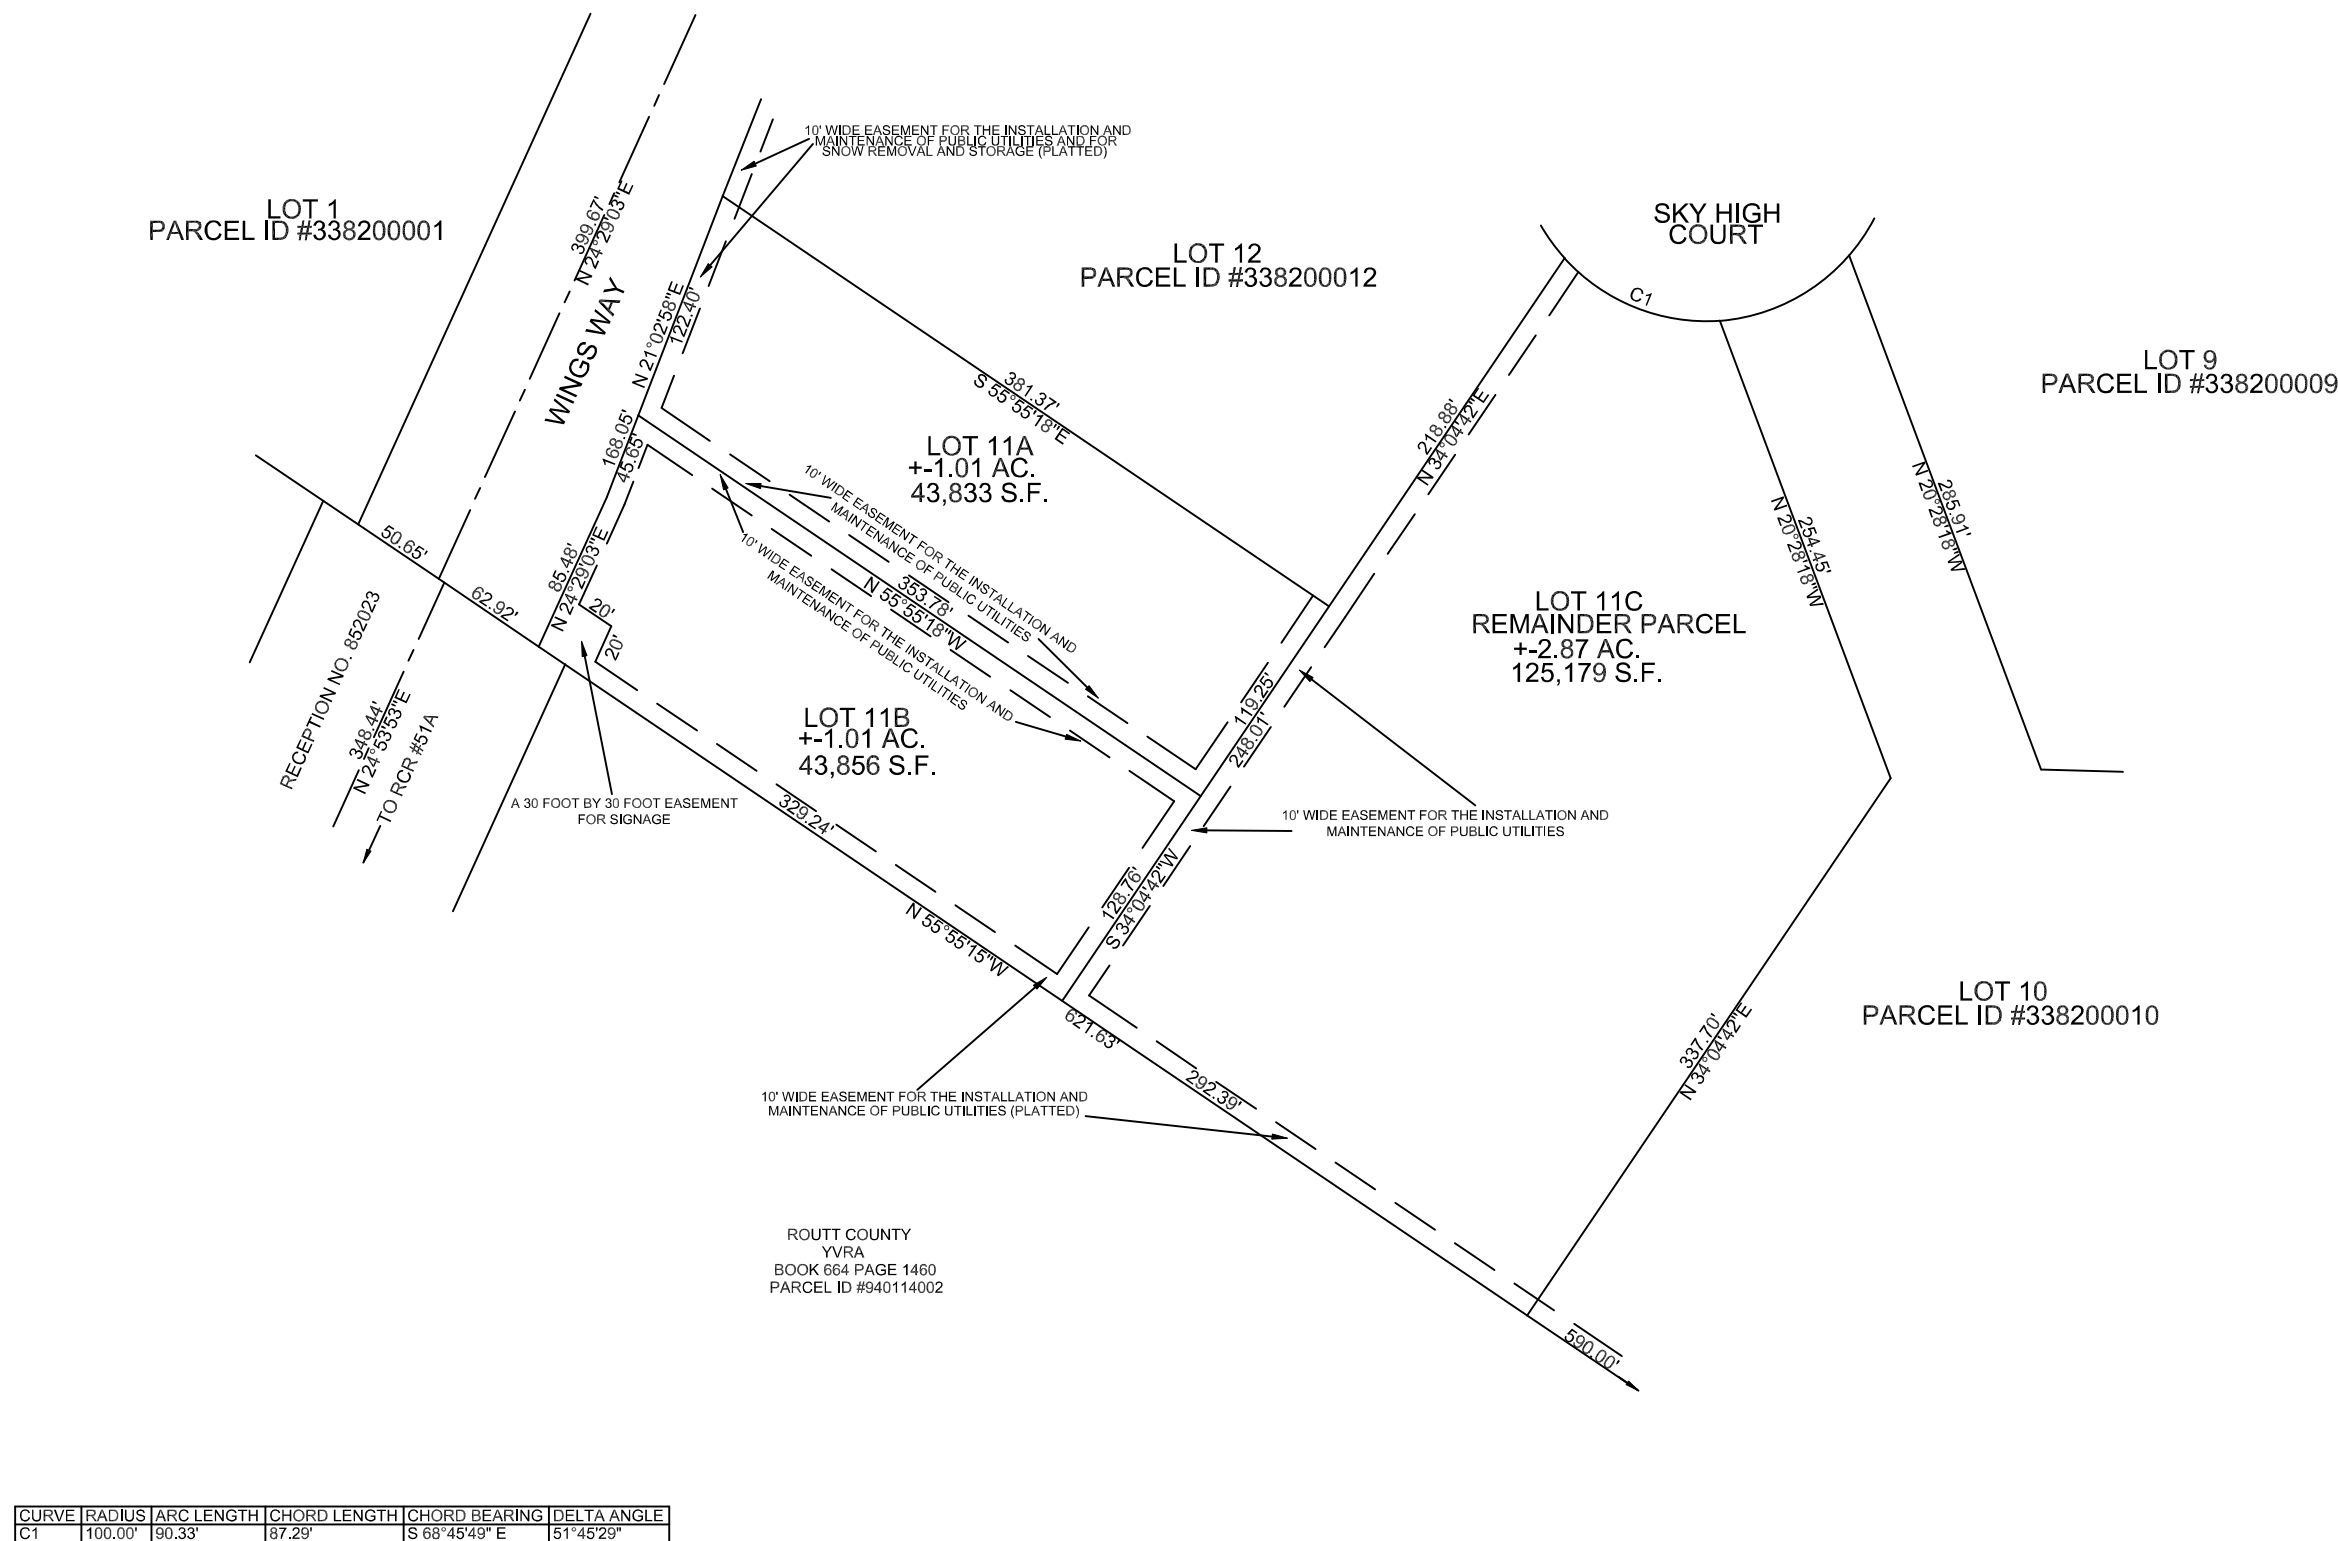 10' WIDE EASEMENT FOR THE INSTALLATION AND
MAINTENANCE OF PUBLIC UTILITIES AND FOR
SNOW REMOVAL AND STORAGE (PLATTED)
LOT 1
PARCEL ID #338200001
399.67'
N 24°29'03"E
WINGS WAY
N 21°02'58"E
122.40'
168.05'
45.65'
LOT 12
PARCEL ID #338200012
SKY HIGH
COURT
C1
LOT 9
PARCEL ID #338200009
381.37'
S 55°55'18"E
218.88'
N 34°04'42"E
254.45'
N 20°28'18"W
285.91'
N 20°28'18"W
LOT 11A
+-1.01 AC.
43,833 S.F.
10' WIDE EASEMENT FOR THE INSTALLATION AND
MAINTENANCE OF PUBLIC UTILITIES
353.78'
N 55°55'18"W
10' WIDE EASEMENT FOR THE INSTALLATION AND
MAINTENANCE OF PUBLIC UTILITIES
50.65'
62.92'
85.48'
N 24°29'03"E
20'
20'
LOT 11C
REMAINDER PARCEL
+-2.87 AC.
125,179 S.F.
RECEPTION NO. 852023
348.44'
N 24°53'53"E
TO RCR #51A
LOT 11B
+-1.01 AC.
43,856 S.F.
119.25'
248.01'
A 30 FOOT BY 30 FOOT EASEMENT
FOR SIGNAGE
329.24'
N 55°55'15"W
128.76'
S 34°04'42"W
10' WIDE EASEMENT FOR THE INSTALLATION AND
MAINTENANCE OF PUBLIC UTILITIES
LOT 10
PARCEL ID #338200010
621.63'
337.70'
N 34°04'42"E
292.39'
10' WIDE EASEMENT FOR THE INSTALLATION AND
MAINTENANCE OF PUBLIC UTILITIES (PLATTED)
ROUTT COUNTY
YVRA
BOOK 664 PAGE 1460
PARCEL ID #940114002
590.00'
CURVE RADIUS ARC LENGTH CHORD LENGTH CHORD BEARING DELTA ANGLE
C1 100.00' 90.33' 87.29' S 68°45'49" E 51°45'29"